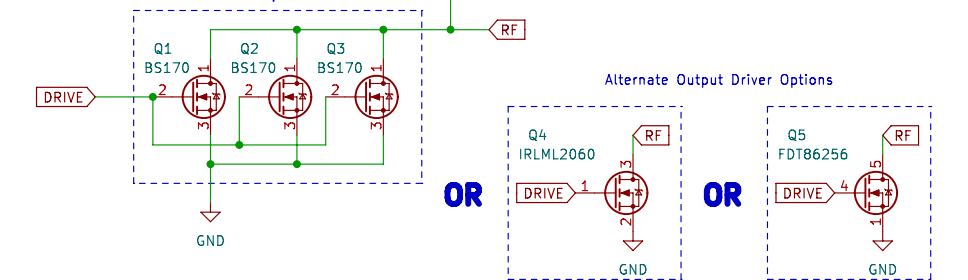 RF
Q1
BS170
Q2
BS170
Q3
BS170
1
1
1
DRIVE
2
2
2
3
3
3
GND
Alternate Output Driver Options
OR
Q4
IRLML2060
RF
3
DRIVE
1
2
GND
OR
Q5
FDT86256
RF
5
DRIVE
4
1
GND